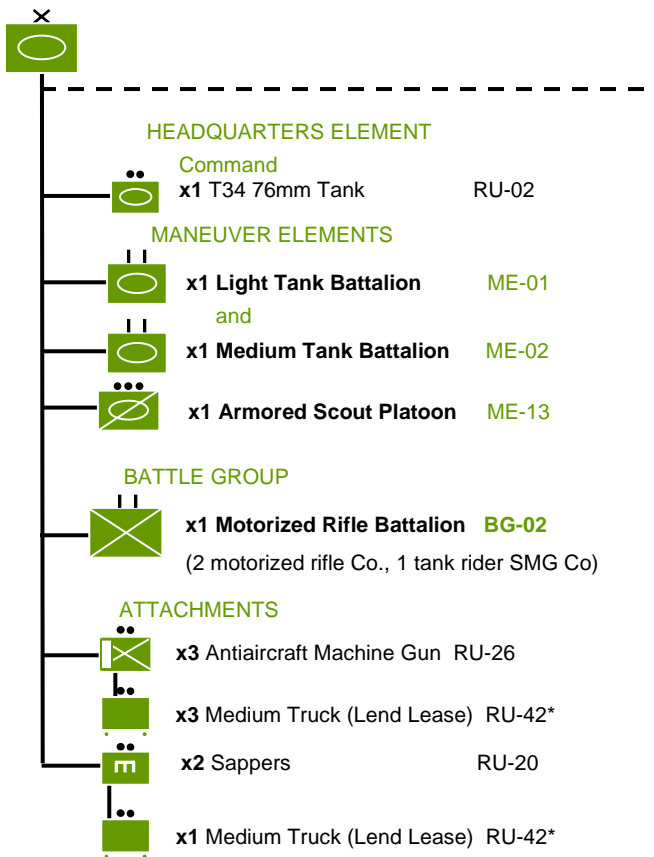 HEADQUARTERS ELEMENT
Command
x1 T34 76mm Tank RU-02
MANEUVER ELEMENTS
x1 Light Tank Battalion ME-01
and
x1 Medium Tank Battalion ME-02
x1 Armored Scout Platoon ME-13
BATTLE GROUP
x1 Motorized Rifle Battalion BG-02
(2 motorized rifle Co., 1 tank rider SMG Co)
ATTACHMENTS
x3 Antiaircraft Machine Gun RU-26
x3 Medium Truck (Lend Lease) RU-42*
x2 Sappers RU-20
x1 Medium Truck (Lend Lease) RU-42*